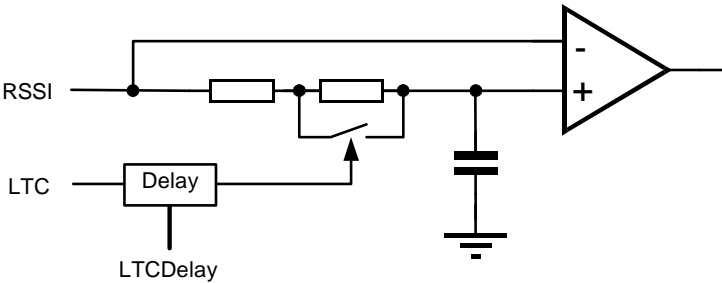 -
RSSI
+
Delay
LTC
LTCDelay